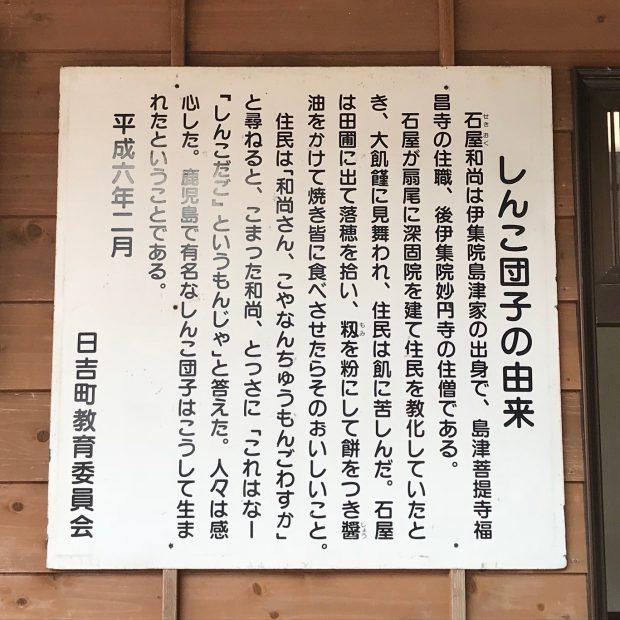 しんこ団子の由来
石屋和尚は伊集院島津家の出身で、島津菩提寺福
昌寺の住職、後伊集院妙円寺の住僧である。
石屋が扇尾に深固院を建て住民を教化していたと
き、大飢饉に見舞われ、住民は飢に苦しんだ。石屋
は田圃に出て落穂を拾い、籾を粉にして餅をつき醬
油をかけて焼き皆に食べさせたらそのおいしいこと。
住民は「和尚さん、こやなんちゅうもんごわすか」
と尋ねると、こまった和尚、とっさに「これはなー
『しんこだご』というもんじゃ」と答えた。人々は感
心した。鹿児島で有名なしんこ団子はこうして生ま
れたということである。
平成六年二月
日吉町教育委員会